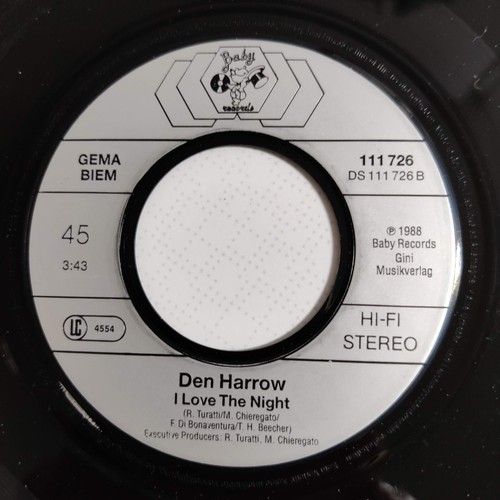 Baby
records
GEMA
BIEM
111 726
DS 111 726 B
45
3:43
℗ 1988
Baby Records
Gini
Musikverlag
LC
4554
HI-FI
STEREO
Den Harrow
I Love The Night
(R. Turatti/M. Chieregato/
F. Di Bonaventura/T. H. Beecher)
Executive Producers: R. Turatti, M. Chieregato